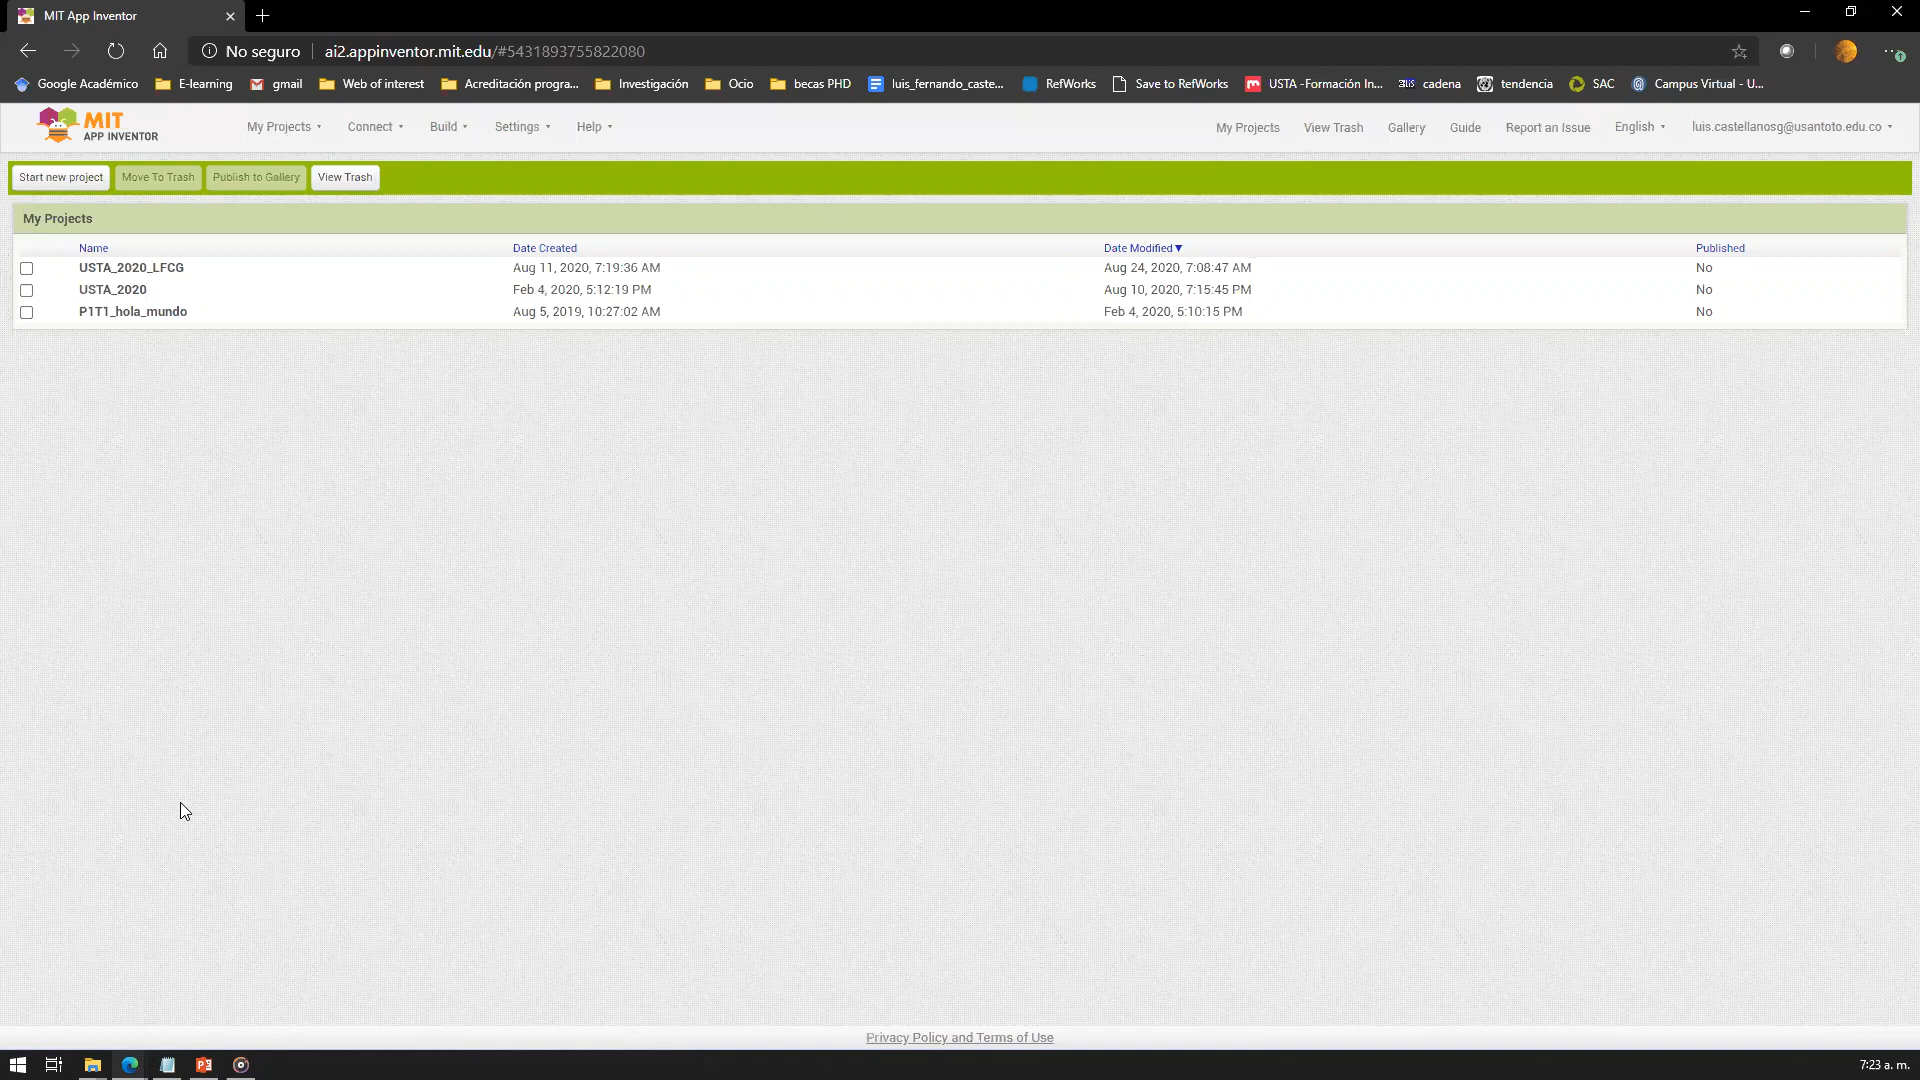 MIT App Inventor
No seguro ai2.appinventor.mit.edu/#5431893755822080
Google Académico E-learning gmail Web of interest Acreditación progra... Investigación Ocio becas PHD luis_fernando_caste... RefWorks Save to RefWorks USTA -Formación In... cadena tendencia SAC Campus Virtual - U...
MIT
APP INVENTOR
My Projects Connect Build Settings Help My Projects View Trash Gallery Guide Report an Issue English luis.castellanosg@usantoto.edu.co
Start new project Move To Trash Publish to Gallery View Trash
My Projects
Name Date Created Date Modified ▼ Published
USTA_2020_LFCG Aug 11, 2020, 7:19:36 AM Aug 24, 2020, 7:08:47 AM No
USTA_2020 Feb 4, 2020, 5:12:19 PM Aug 10, 2020, 7:15:45 PM No
P1T1_hola_mundo Aug 5, 2019, 10:27:02 AM Feb 4, 2020, 5:10:15 PM No
Privacy Policy and Terms of Use
7:23 a. m.